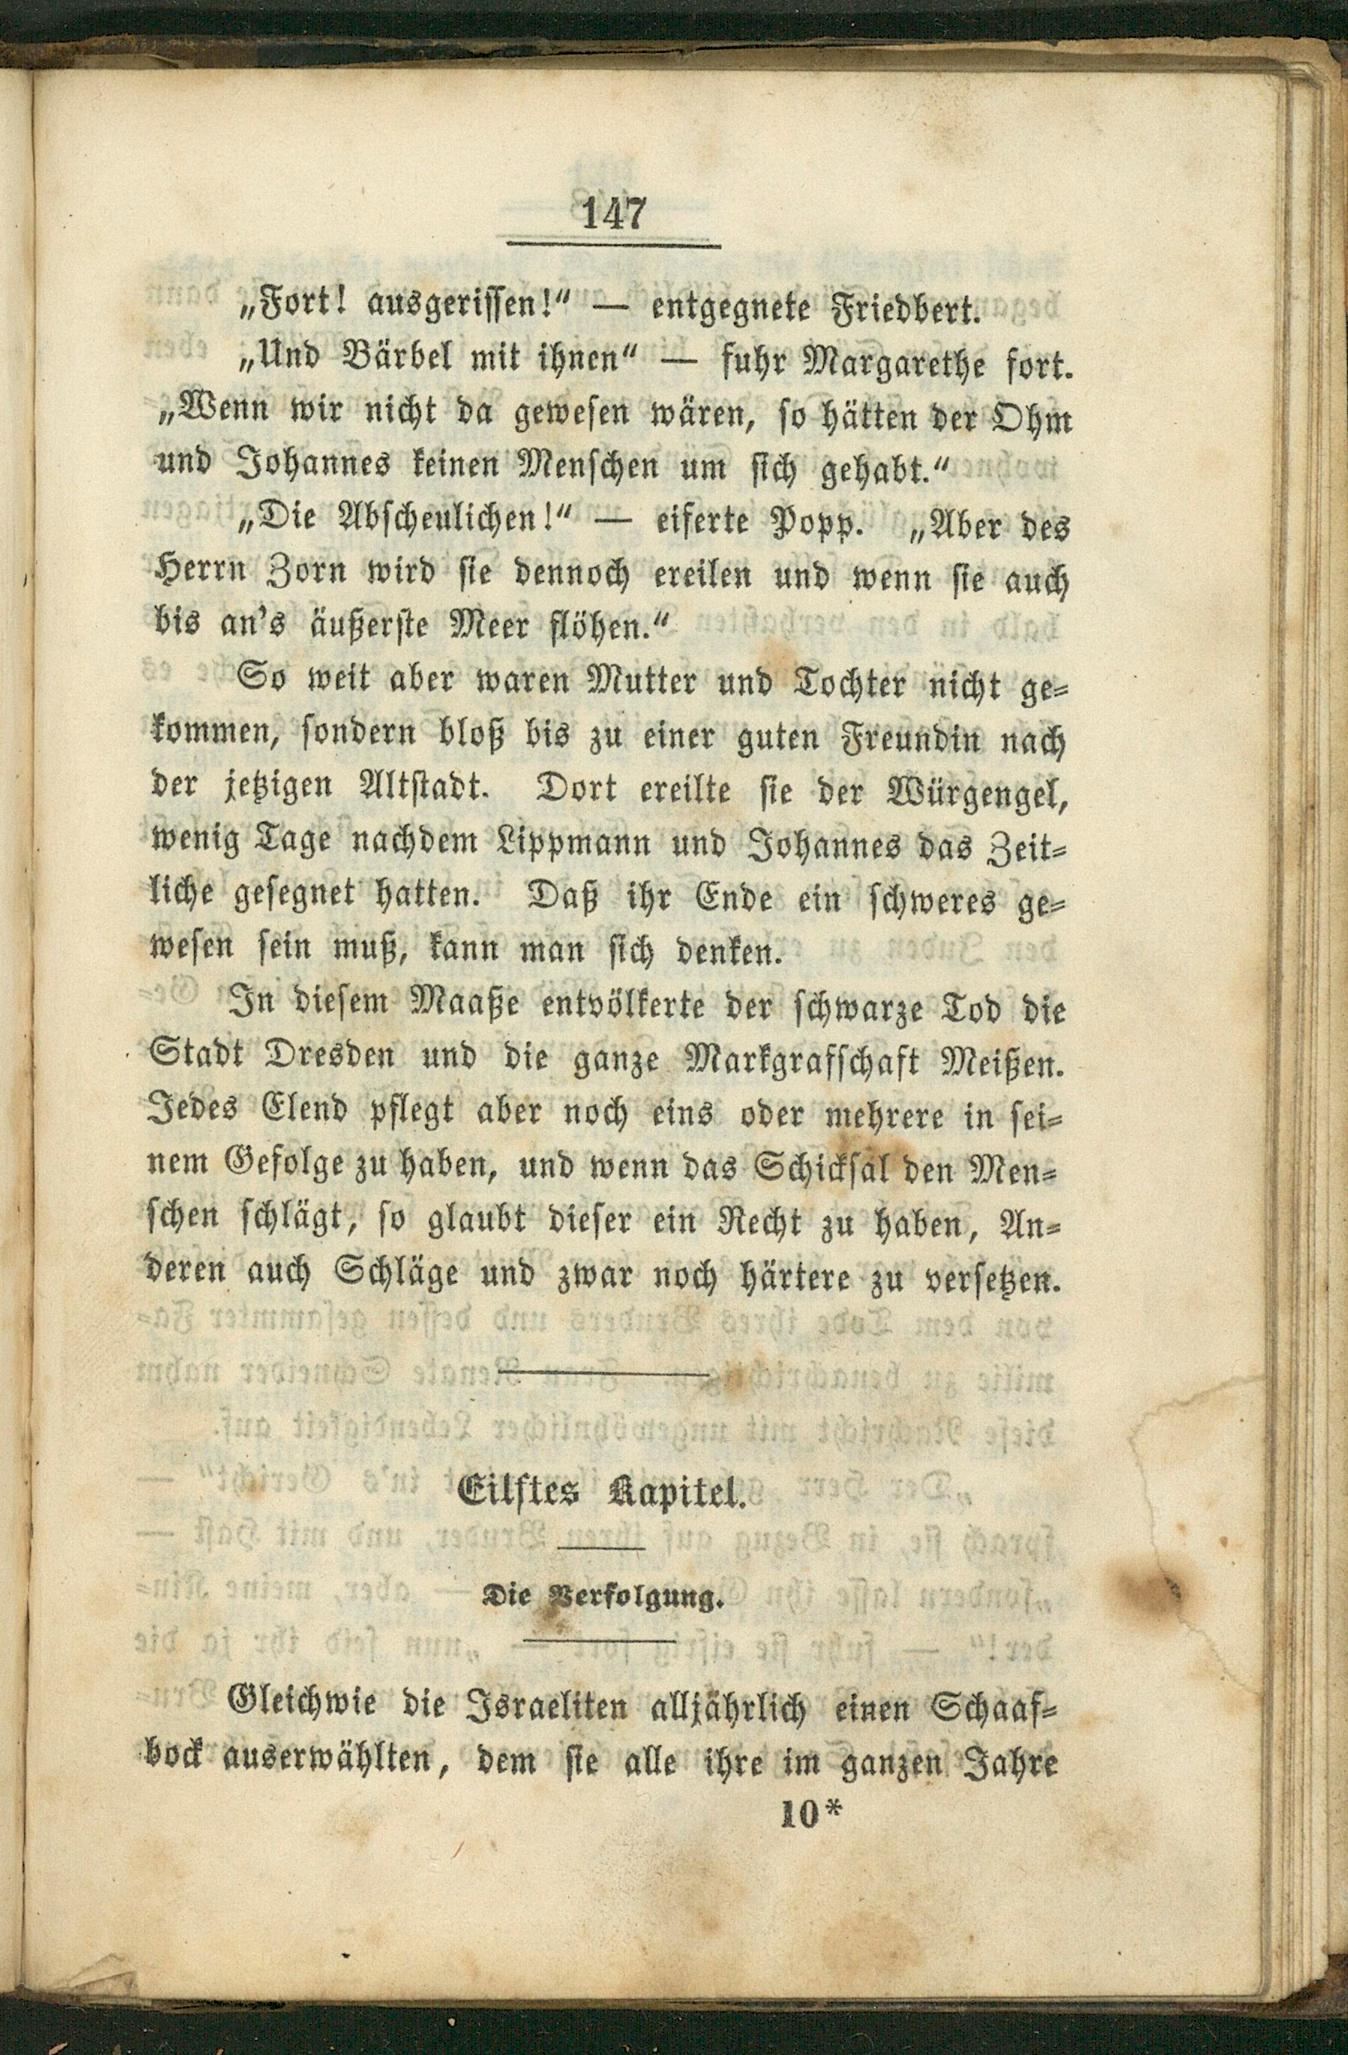 147
„Fort! ausgerissen!“ — entgegnete Friedbert.
„Und Bärbel mit ihnen“ — fuhr Margarethe fort.
„Wenn wir nicht da gewesen wären, so hätten der Ohm
und Johannes keinen Menschen um sich gehabt.“
„Die Abscheulichen!“ — eiferte Popp. „Aber des
Herrn Zorn wird sie dennoch ereilen und wenn sie auch
bis an's äußerste Meer flöhen.“
So weit aber waren Mutter und Tochter nicht ge-
kommen, sondern bloß bis zu einer guten Freundin nach
der jetzigen Altstadt. Dort ereilte sie der Würgengel,
wenig Tage nachdem Lippmann und Johannes das Zeit-
liche gesegnet hatten. Daß ihr Ende ein schweres ge-
wesen sein muß, kann man sich denken.
In diesem Maaße entvölkerte der schwarze Tod die
Stadt Dresden und die ganze Markgrafschaft Meißen.
Jedes Elend pflegt aber noch eins oder mehrere in sei-
nem Gefolge zu haben, und wenn das Schicksal den Men-
schen schlägt, so glaubt dieser ein Recht zu haben, An-
deren auch Schläge und zwar noch härtere zu versetzen.
Eilftes Kapitel.
Die Verfolgung.
Gleichwie die Israeliten alljährlich einen Schaaf-
bock auserwählten, dem sie alle ihre im ganzen Jahre
10*